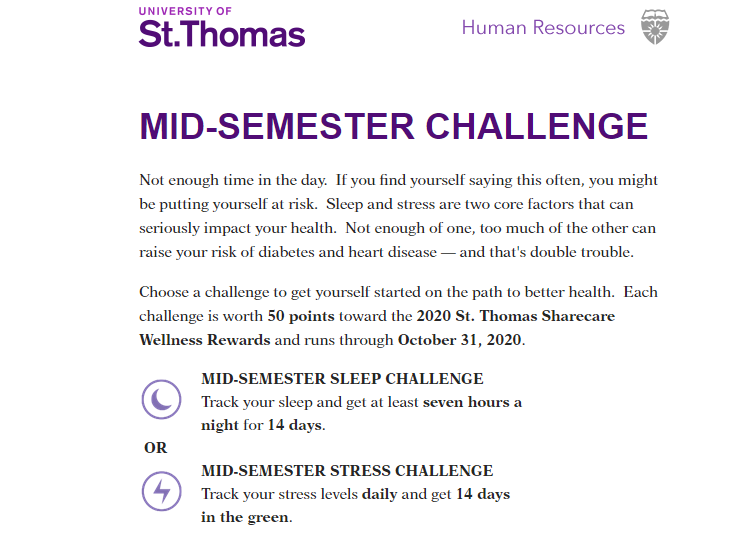 UNIVERSITY OF
St.Thomas
Human Resources
MID-SEMESTER CHALLENGE
Not enough time in the day.  If you find yourself saying this often, you might
be putting yourself at risk.  Sleep and stress are two core factors that can
seriously impact your health.  Not enough of one, too much of the other can
raise your risk of diabetes and heart disease — and that's double trouble.
Choose a challenge to get yourself started on the path to better health.  Each
challenge is worth 50 points toward the 2020 St. Thomas Sharecare
Wellness Rewards and runs through October 31, 2020.
MID-SEMESTER SLEEP CHALLENGE
Track your sleep and get at least seven hours a
night for 14 days.
OR
MID-SEMESTER STRESS CHALLENGE
Track your stress levels daily and get 14 days
in the green.